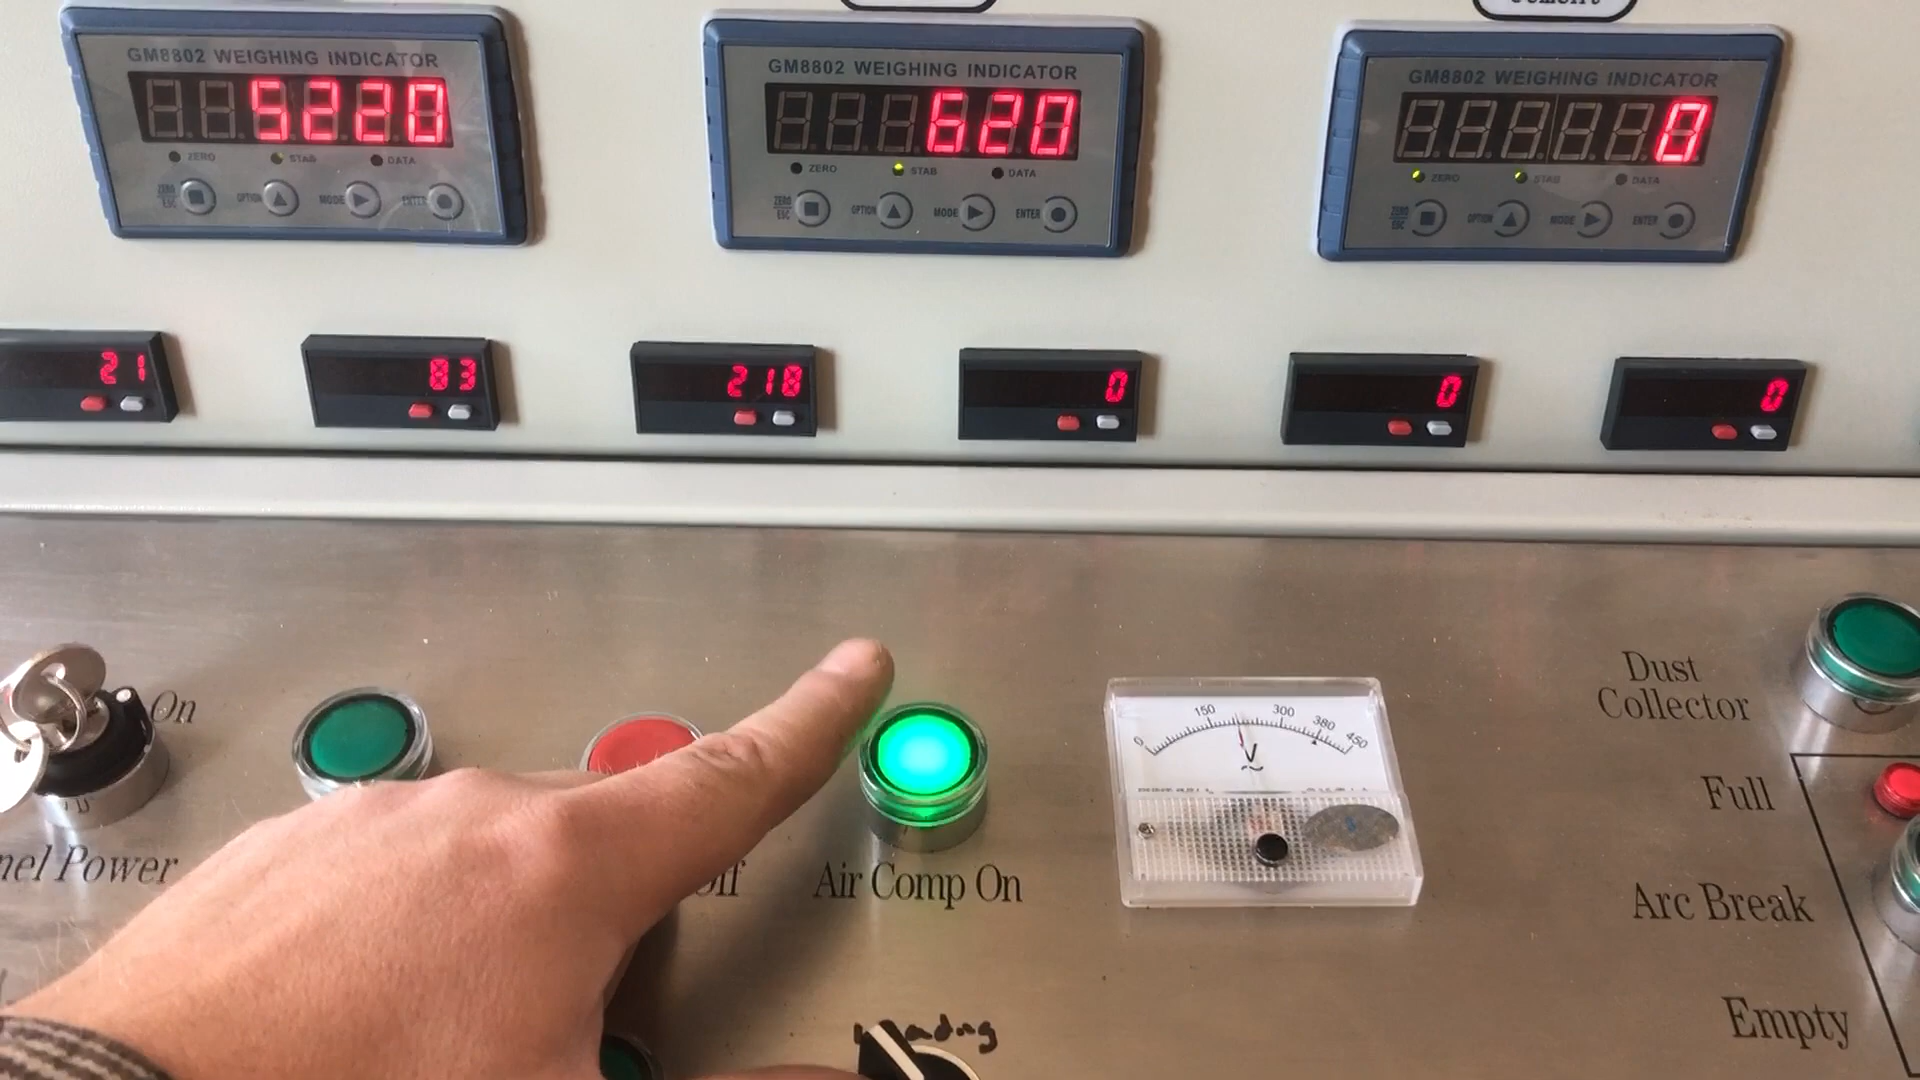 GM8802 WEIGHING INDICATOR
5220
ZERO STAB DATA
ZERO ESC OPTION MODE ENTER
GM8802 WEIGHING INDICATOR
620
ZERO STAB DATA
ZERO ESC OPTION MODE ENTER
GM8802 WEIGHING INDICATOR
0
ZERO STAB DATA
ZERO ESC OPTION MODE ENTER
21
83
218
0
0
0
On
nel Power
Off
Air Comp On
0 150 300 380 450
V
Dust
Collector
Full
Arc Break
Empty